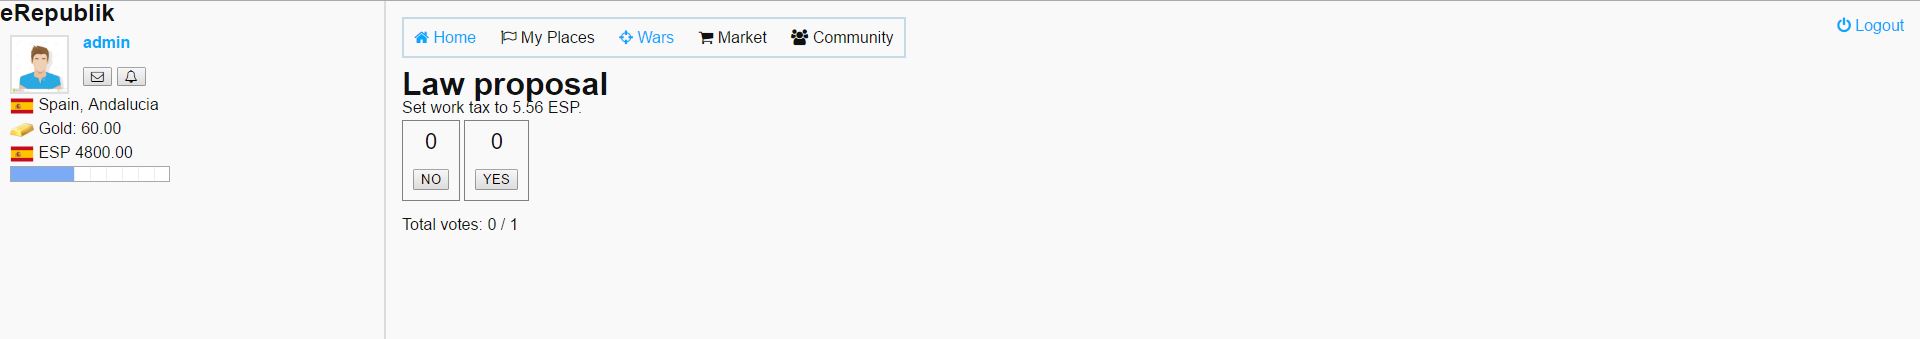 eRepublik
admin
Spain, Andalucia
Gold: 60.00
ESP 4800.00
Home My Places Wars Market Community
Logout
Law proposal
Set work tax to 5.56 ESP.
0 0
NO YES
Total votes: 0 / 1